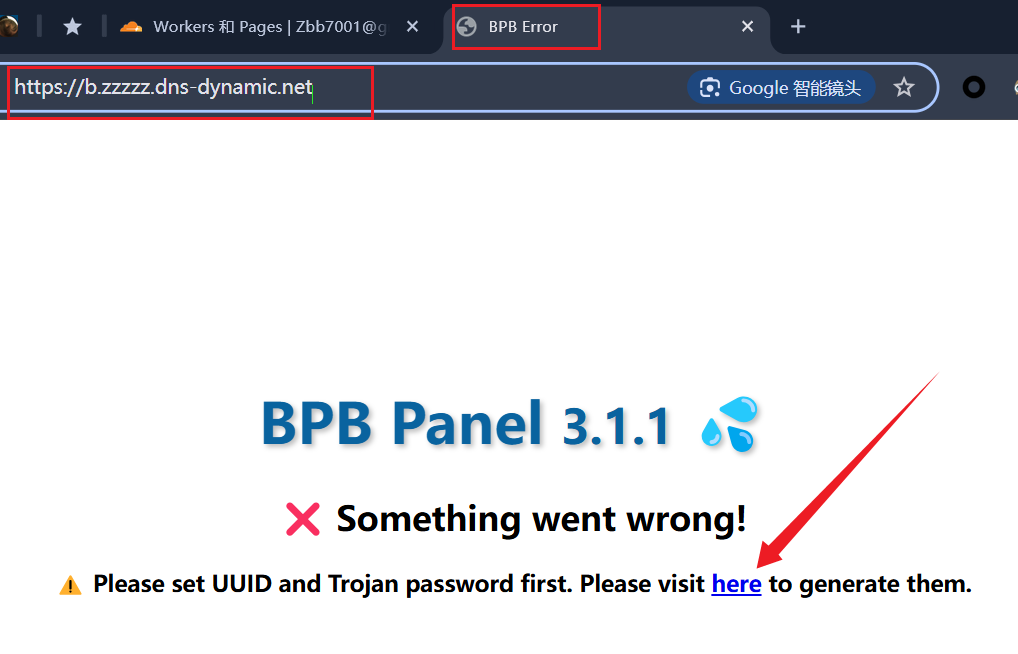 Workers 和 Pages | Zbb7001@g
BPB Error
https://b.zzzzz.dns-dynamic.net
Google 智能镜头
BPB Panel 3.1.1
Something went wrong!
Please set UUID and Trojan password first. Please visit here to generate them.